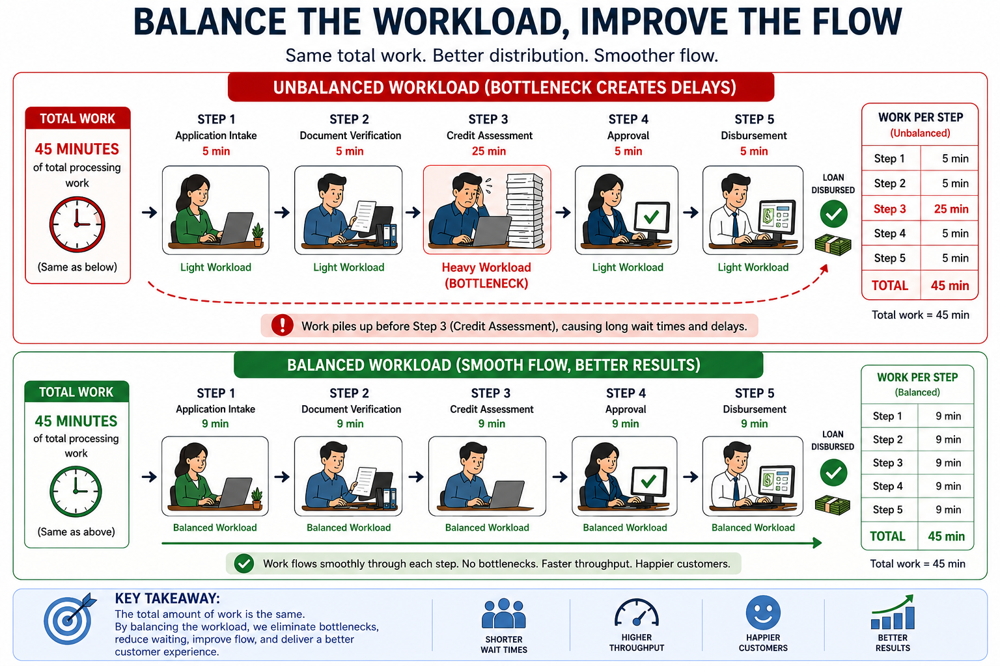 BALANCE THE WORKLOAD, IMPROVE THE FLOW
Same total work. Better distribution. Smoother flow.
UNBALANCED WORKLOAD (BOTTLENECK CREATES DELAYS)
TOTAL WORK
45 MINUTES
of total processing
work
(Same as below)
STEP 1
Application Intake
5 min
Light Workload
STEP 2
Document Verification
5 min
Light Workload
STEP 3
Credit Assessment
25 min
Heavy Workload
(BOTTLENECK)
STEP 4
Approval
5 min
Light Workload
STEP 5
Disbursement
5 min
Light Workload
LOAN
DISBURSED
Work piles up before Step 3 (Credit Assessment), causing long wait times and delays.
WORK PER STEP
(Unbalanced)
Step 1 5 min
Step 2 5 min
Step 3 25 min
Step 4 5 min
Step 5 5 min
TOTAL 45 min
Total work = 45 min
BALANCED WORKLOAD (SMOOTH FLOW, BETTER RESULTS)
TOTAL WORK
45 MINUTES
of total processing
work
(Same as above)
STEP 1
Application Intake
9 min
Balanced Workload
STEP 2
Document Verification
9 min
Balanced Workload
STEP 3
Credit Assessment
9 min
Balanced Workload
STEP 4
Approval
9 min
Balanced Workload
STEP 5
Disbursement
9 min
Balanced Workload
LOAN
DISBURSED
Work flows smoothly through each step. No bottlenecks. Faster throughput. Happier customers.
WORK PER STEP
(Balanced)
Step 1 9 min
Step 2 9 min
Step 3 9 min
Step 4 9 min
Step 5 9 min
TOTAL 45 min
Total work = 45 min
KEY TAKEAWAY:
The total amount of work is the same.
By balancing the workload, we eliminate bottlenecks,
reduce waiting, improve flow, and deliver a better
customer experience.
SHORTER
WAIT TIMES
HIGHER
THROUGHPUT
HAPPIER
CUSTOMERS
BETTER
RESULTS